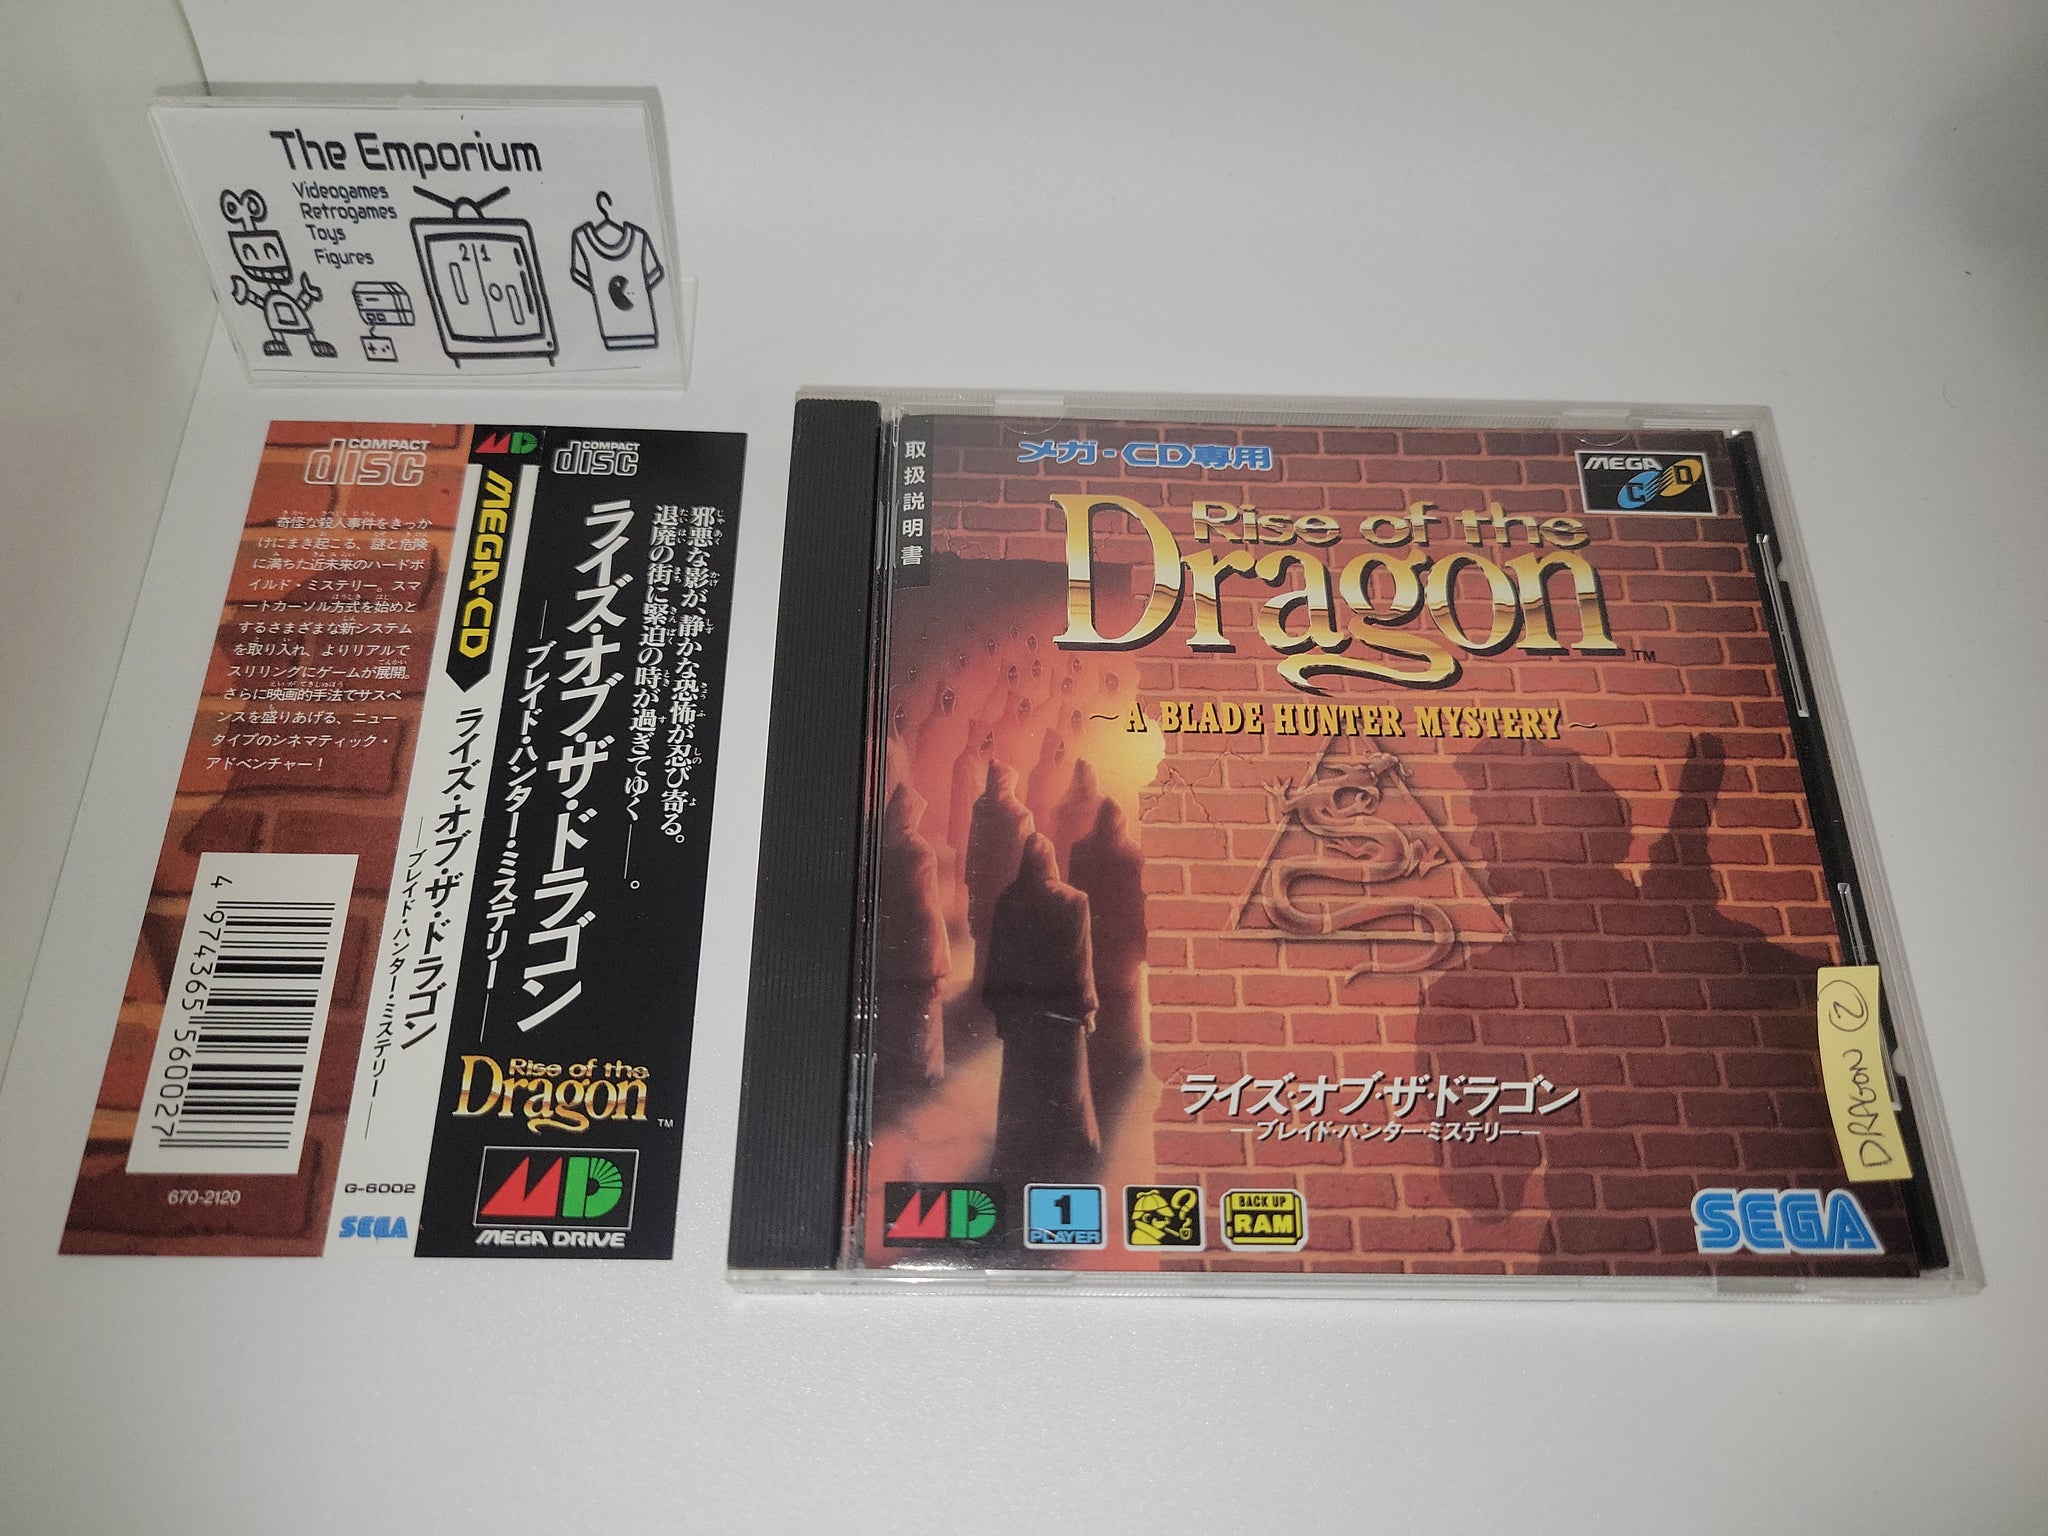 The Emporium
Videogames
Retrogames
Toys
Figures
2 1
COMPACT
disc
奇怪な殺人事件をきっか
けにまき起こる、謎と危険
に満ちた近未来のハードボ
イルド・ミステリー。スマ
ートカーソル方式を始めと
するさまざまな新システム
を取り入れ、よりリアルで
スリリングにゲームが展開。
さらに映画的手法でサスペ
ンスを盛りあげる、ニュー
タイプのシネマティック・
アドベンチャー!
4 974365 560027
670-2120
MD
MEGA-CD
ライズ・オブ・ザ・ドラゴン
―ブレイド・ハンター・ミステリー―
G-6002
SEGA
COMPACT
disc
邪悪な影が、静かな恐怖が忍び寄る。
退廃の街に緊迫の時が過ぎてゆく――。
ライズ・オブ・ザ・ドラゴン
―ブレイド・ハンター・ミステリー―
Rise of the
Dragon™
MD
MEGA DRIVE
取扱説明書
メガ-CD専用
MEGA
CD
Rise of the
Dragon™
~A BLADE HUNTER MYSTERY~
ライズ・オブ・ザ・ドラゴン
―ブレイド・ハンター・ミステリー―
DRAGON ②
MD
1
PLAYER
BACK UP
RAM
SEGA